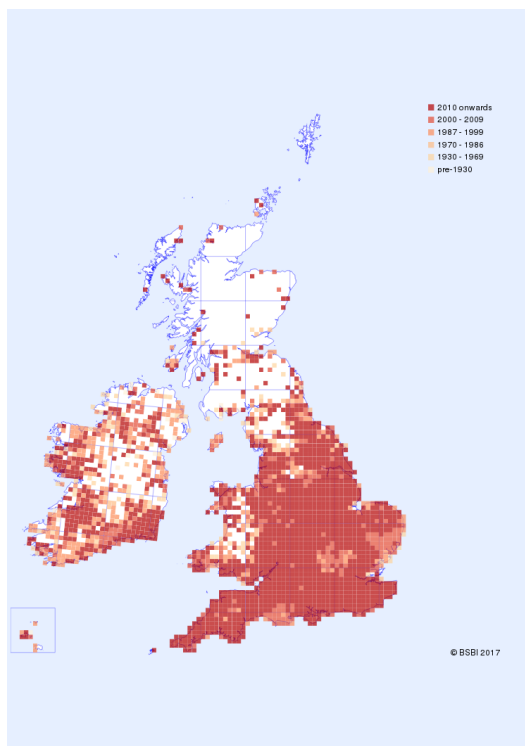 2010 onwards
2000 - 2009
1987 - 1999
1970 - 1986
1930 - 1969
pre-1930
© BSBI 2017